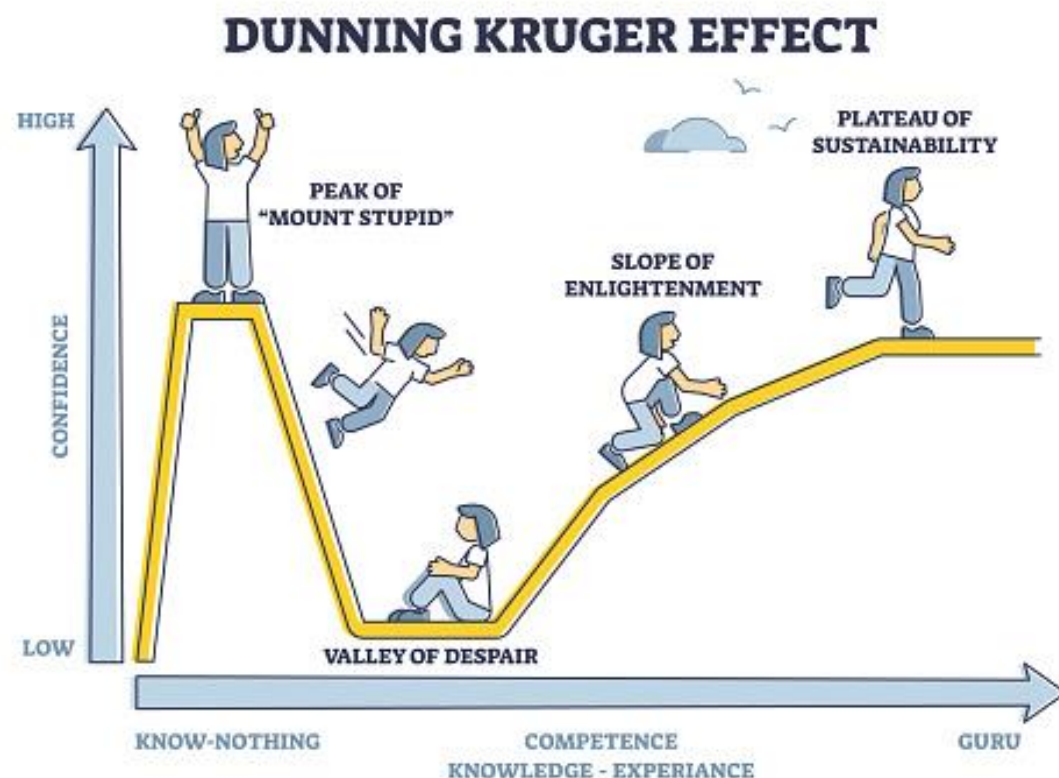 DUNNING KRUGER EFFECT
HIGH
PEAK OF
"MOUNT STUPID"
PLATEAU OF
SUSTAINABILITY
SLOPE OF
ENLIGHTENMENT
CONFIDENCE
LOW
VALLEY OF DESPAIR
KNOW-NOTHING
COMPETENCE
GURU
KNOWLEDGE - EXPERIANCE